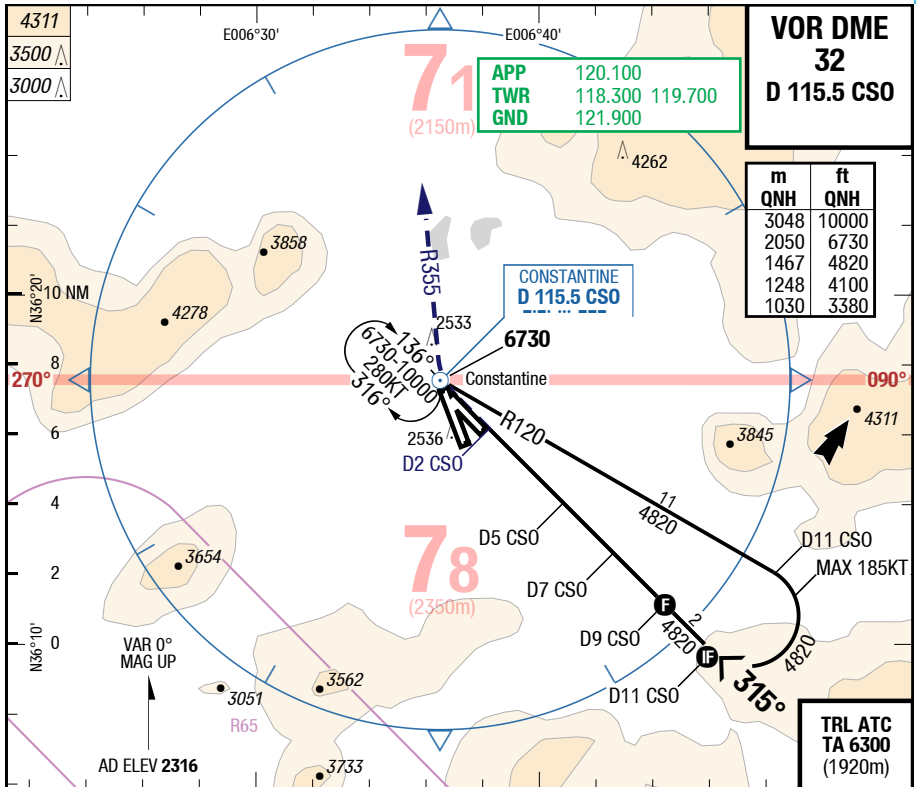 4311
3500
3000
E006°30'
E006°40'
VOR DME
32
D 115.5 CSO
71
(2150m)
APP 120.100
TWR 118.300 119.700
GND 121.900
4262
m ft
QNH QNH
3048 10000
2050 6730
1467 4820
1248 4100
1030 3380
3858
R355
N36°20'
10 NM
4278
CONSTANTINE
D 115.5 CSO
2533
6730
136°
6730-10000
280KT
316°
8
270°
Constantine
090°
6
2536
D2 CSO
R120
3845
4311
4
11
4820
D5 CSO
D11 CSO
78
(2350m)
3654
2
D7 CSO
MAX 185KT
F
2
D9 CSO
4820
4820
N36°10'
0
IF
D11 CSO
315°
VAR 0°
MAG UP
3562
3051
R65
TRL ATC
TA 6300
(1920m)
AD ELEV 2316
3733